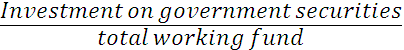 Investment on government securities
total working fund